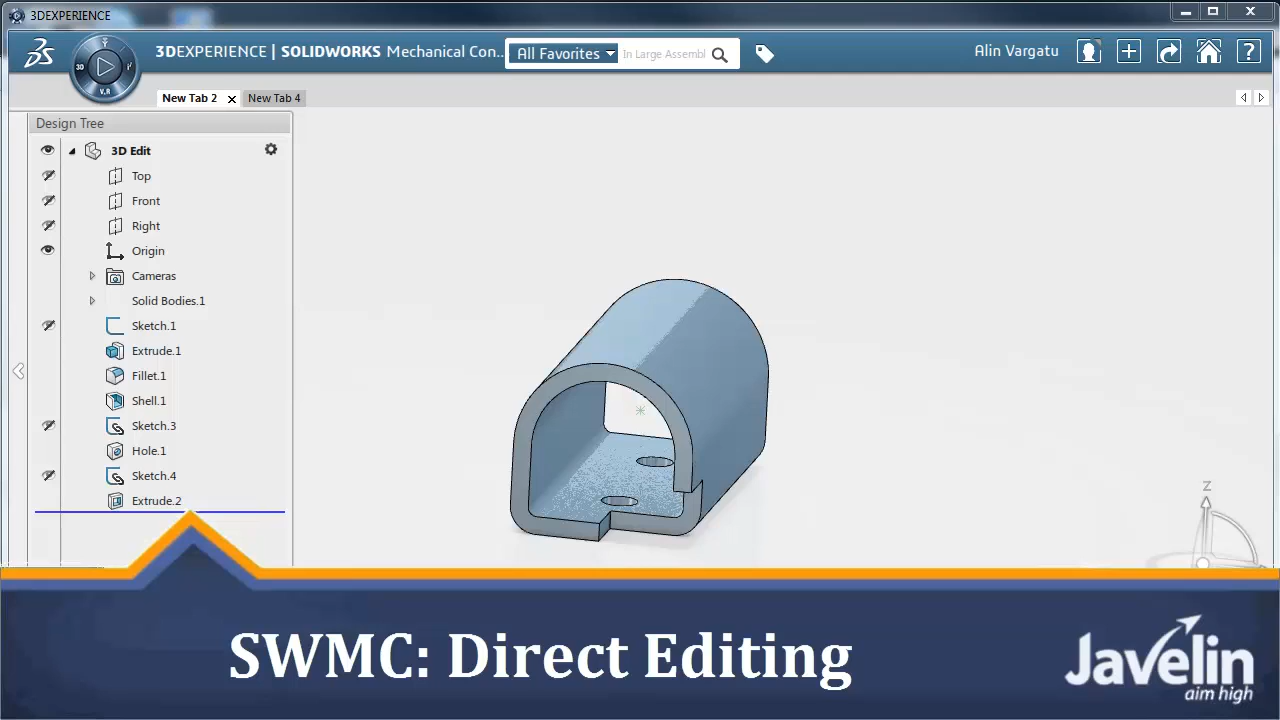 3DEXPERIENCE
3DEXPERIENCE | SOLIDWORKS Mechanical Con... All Favorites In Large Assembl Alin Vargatu
3D V.R
New Tab 2 New Tab 4
Design Tree
3D Edit
Top
Front
Right
Origin
Cameras
Solid Bodies.1
Sketch.1
Extrude.1
Fillet.1
Shell.1
Sketch.3
Hole.1
Sketch.4
Extrude.2
Z
SWMC: Direct Editing
Javelin
aim high